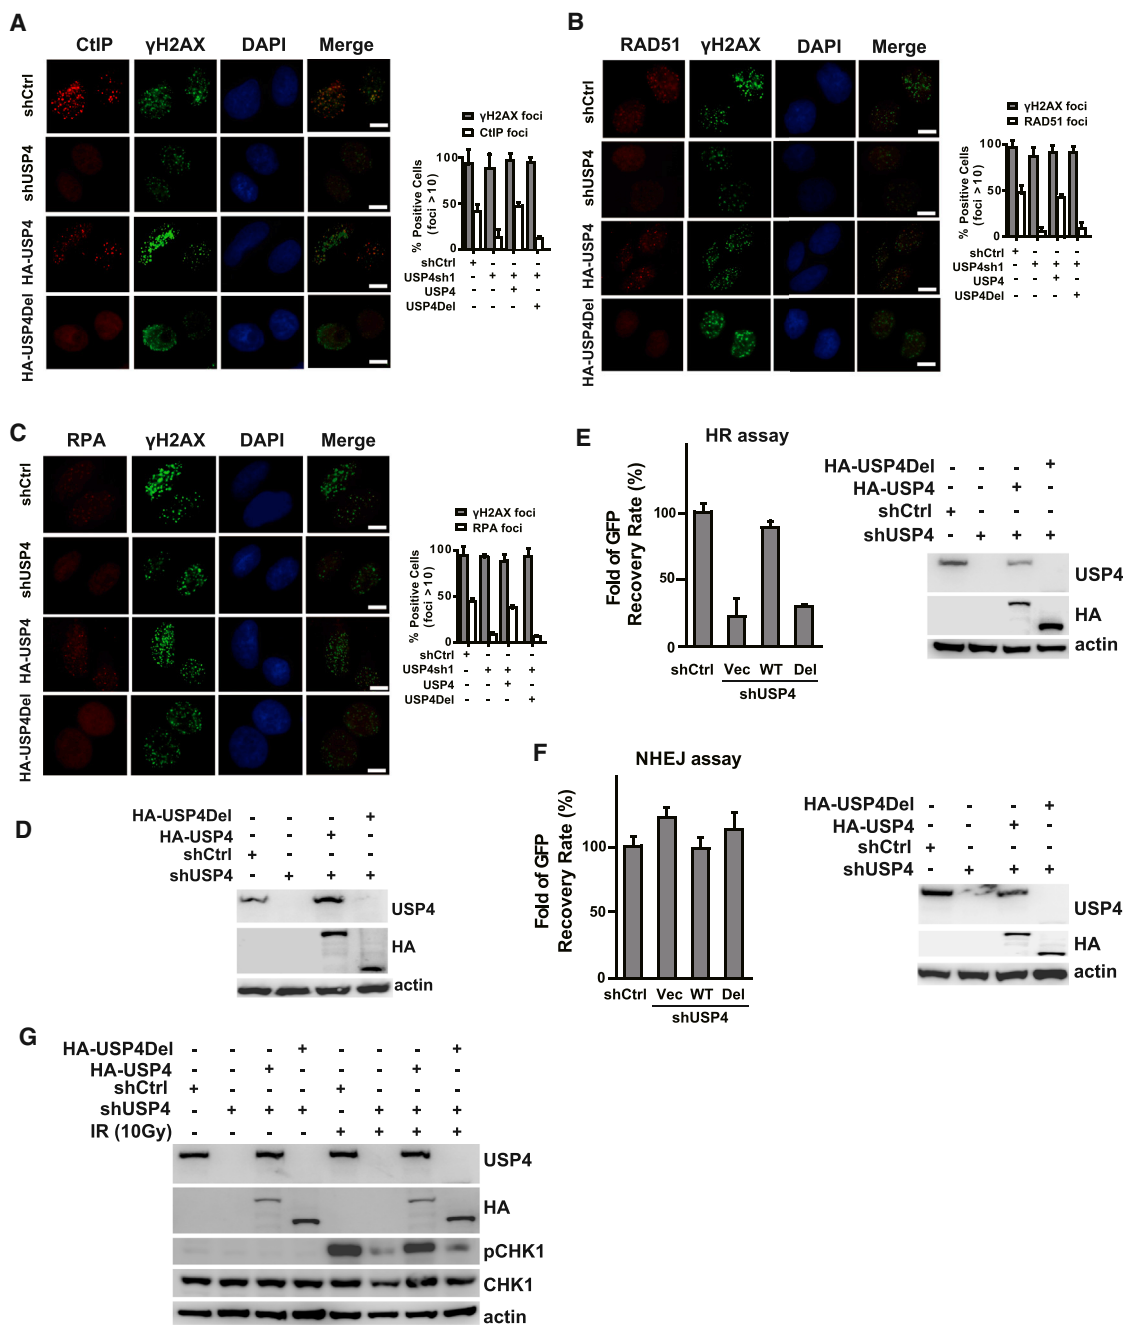 A
CtIP γH2AX DAPI Merge
shCtrl
shUSP4
HA-USP4
HA-USP4Del
γH2AX foci
CtIP foci
% Positive Cells
(foci > 10)
100
50
0
shCtrl + - - -
USP4sh1 - + + +
USP4 - - + -
USP4Del - - - +
B
RAD51 γH2AX DAPI Merge
shCtrl
shUSP4
HA-USP4
HA-USP4Del
γH2AX foci
RAD51 foci
% Positive Cells
(foci > 10)
100
50
0
shCtrl + - - -
USP4sh1 - + + +
USP4 - - + -
USP4Del - - - +
C
RPA γH2AX DAPI Merge
shCtrl
shUSP4
HA-USP4
HA-USP4Del
γH2AX foci
RPA foci
% Positive Cells
(foci > 10)
100
50
0
shCtrl + - - -
USP4sh1 - + + +
USP4 - - + -
USP4Del - - - +
D
HA-USP4Del - - - +
HA-USP4 - - + -
shCtrl + - - -
shUSP4 - + + +
USP4
HA
actin
E
HR assay
Fold of GFP
Recovery Rate (%)
100
50
0
shCtrl Vec WT Del
shUSP4
HA-USP4Del - - - +
HA-USP4 - - + -
shCtrl + - - -
shUSP4 - + + +
USP4
HA
actin
F
NHEJ assay
Fold of GFP
Recovery Rate (%)
100
50
0
shCtrl Vec WT Del
shUSP4
HA-USP4Del - - - +
HA-USP4 - - + -
shCtrl + - - -
shUSP4 - + + +
USP4
HA
actin
G
HA-USP4Del - - - + - - - +
HA-USP4 - - + - - - + -
shCtrl + - - - + - - -
shUSP4 - + + + - + + +
IR (10Gy) - - - - + + + +
USP4
HA
pCHK1
CHK1
actin